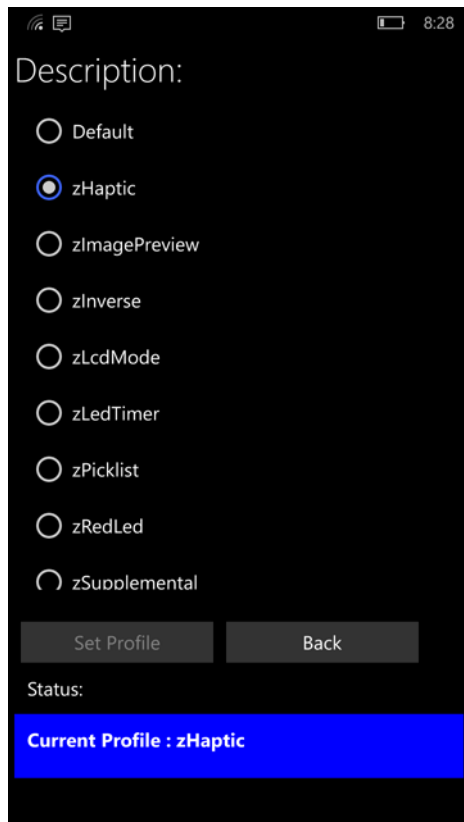 8:28
Description:
Default
zHaptic
zImagePreview
zInverse
zLcdMode
zLedTimer
zPicklist
zRedLed
zSupplemental
Set Profile
Back
Status:
Current Profile : zHaptic